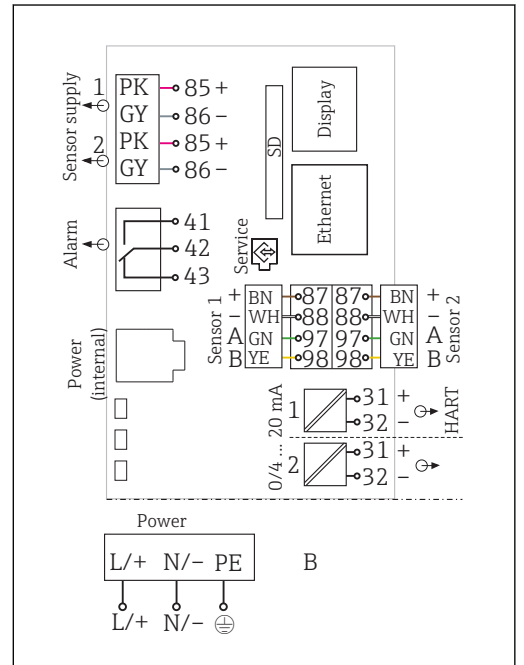 Sensor supply
1 PK 85 +
GY 86 −
2 PK 85 +
GY 86 −
Display
SD
Ethernet
Alarm
41
42
43
Service
Sensor 1
+ BN 87 87 BN +
− WH 88 88 WH −
A GN 97 97 GN A
B YE 98 98 YE B
Sensor 2
Power
(internal)
0/4 ... 20 mA
1 31 +
32 −
HART
2 31 +
32 −
Power
L/+ N/− PE
B
L/+ N/−